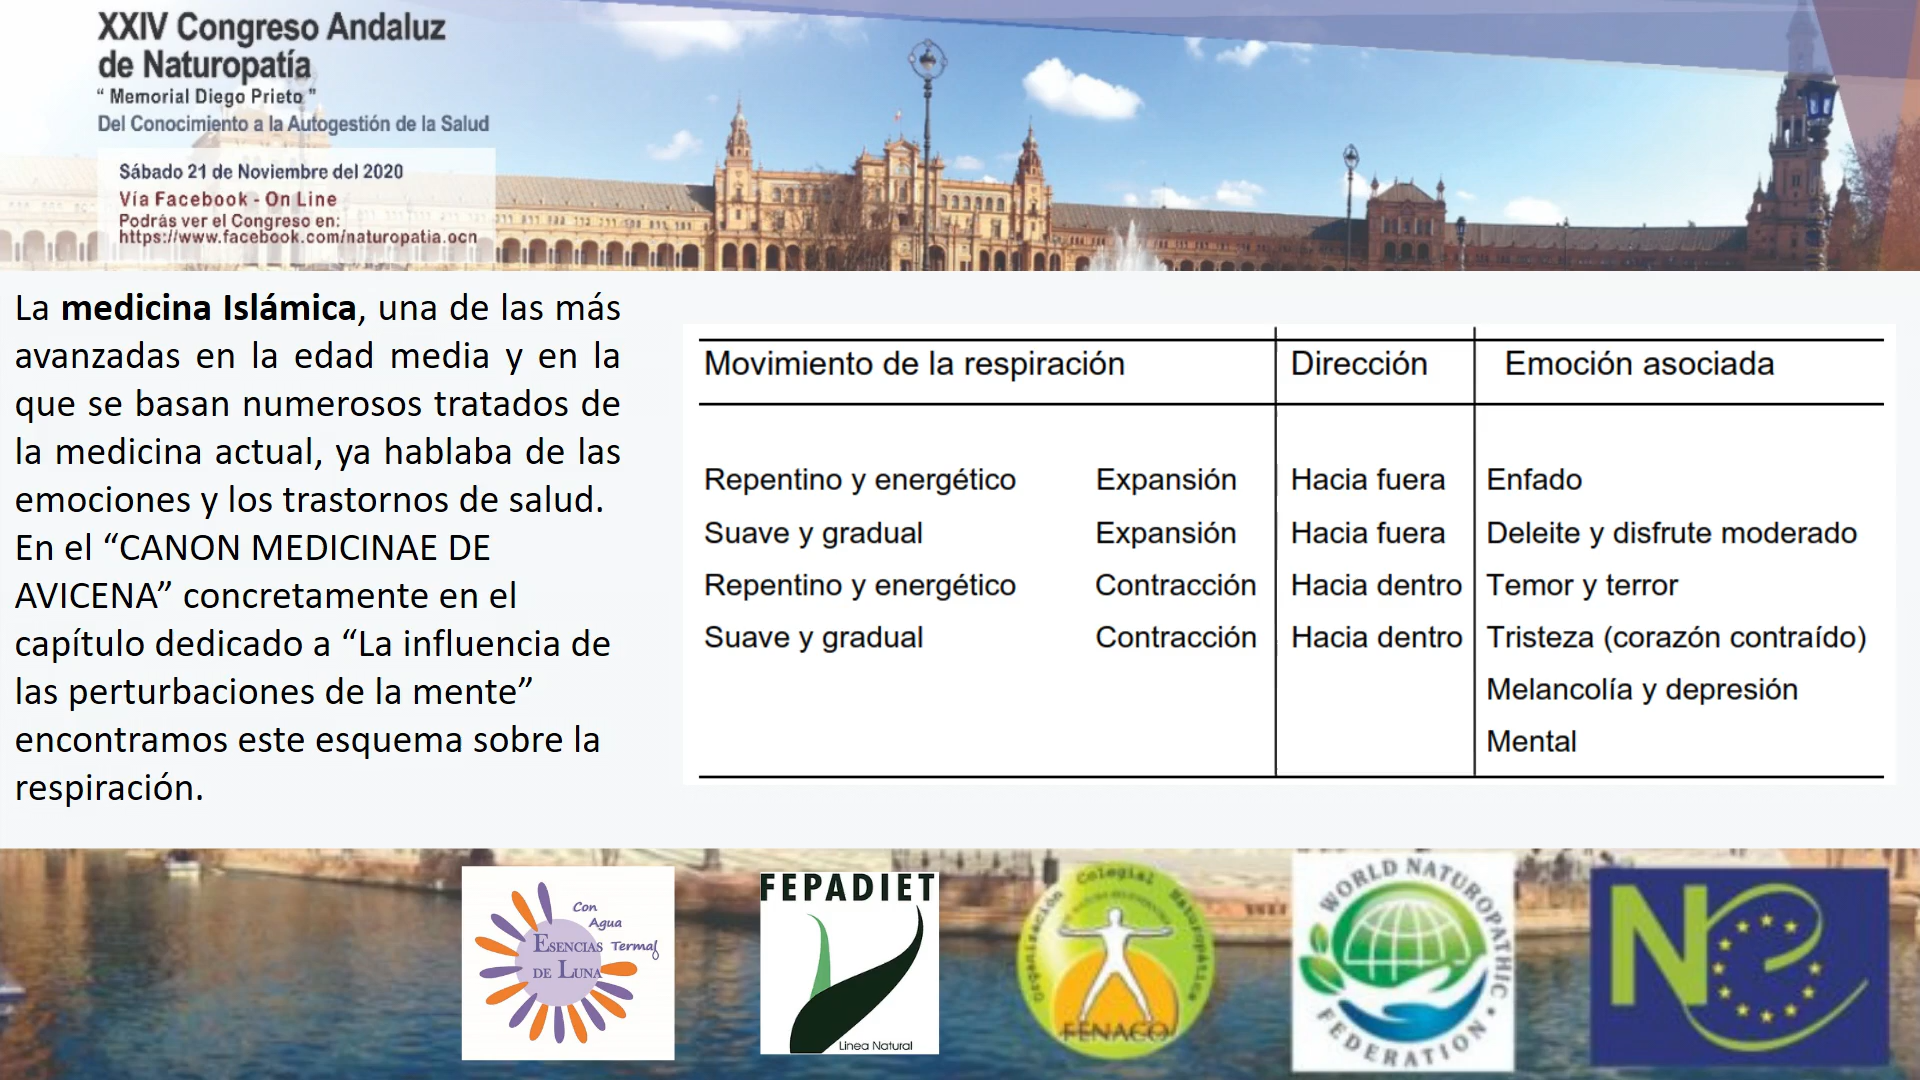 XXIV Congreso Andaluz
de Naturopatía
“ Memorial Diego Prieto ”
Del Conocimiento a la Autogestión de la Salud
Sábado 21 de Noviembre del 2020
Vía Facebook - On Line
Podrás ver el Congreso en:
https://www.facebook.com/naturopatia.ocn
La medicina Islámica, una de las más
avanzadas en la edad media y en la
que se basan numerosos tratados de
la medicina actual, ya hablaba de las
emociones y los trastornos de salud.
En el “CANON MEDICINAE DE
AVICENA” concretamente en el
capítulo dedicado a “La influencia de
las perturbaciones de la mente”
encontramos este esquema sobre la
respiración.
Movimiento de la respiración Dirección Emoción asociada
Repentino y energético Expansión Hacia fuera Enfado
Suave y gradual Expansión Hacia fuera Deleite y disfrute moderado
Repentino y energético Contracción Hacia dentro Temor y terror
Suave y gradual Contracción Hacia dentro Tristeza (corazón contraído)
Melancolía y depresión
Mental
Con
Agua
Termal
ESENCIAS
DE LUNA
FEPADIET
Linea Natural
Organización Colegial Naturopática
FENACO
WORLD NATUROPATHIC
FEDERATION
Ne